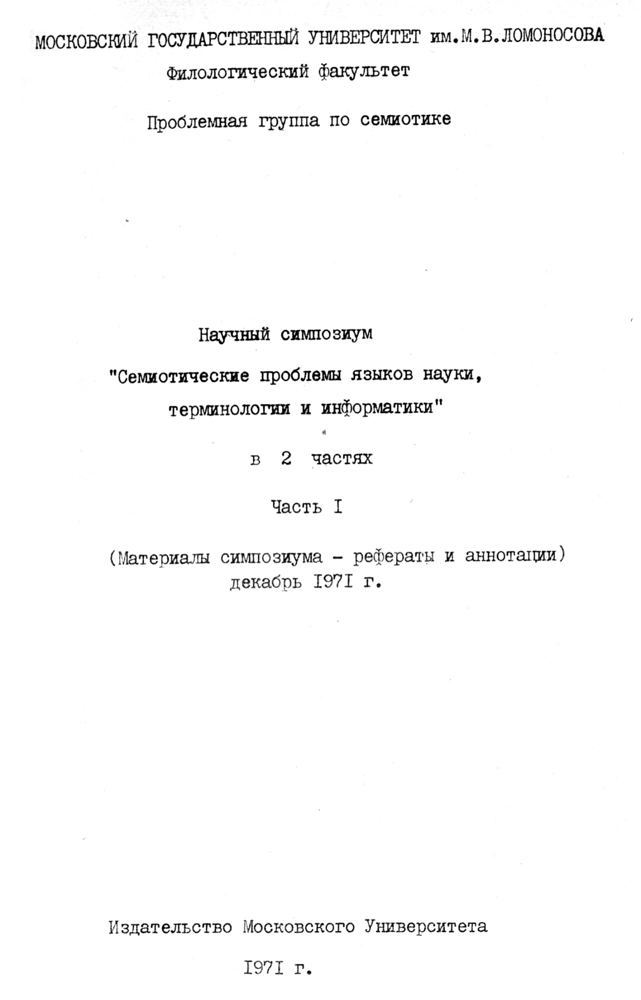 МОСКОВСКИЙ ГОСУДАРСТВЕННЫЙ УНИВЕРСИТЕТ им.М.В.ЛОМОНОСОВА
Филологический факультет
Проблемная группа по семиотике
Научный симпозиум
"Семиотические проблемы языков науки,
терминологии и информатики"
в 2 частях
Часть I
(Материалы симпозиума - рефераты и аннотации)
декабрь I97I г.
Издательство Московского Университета
I97I г.